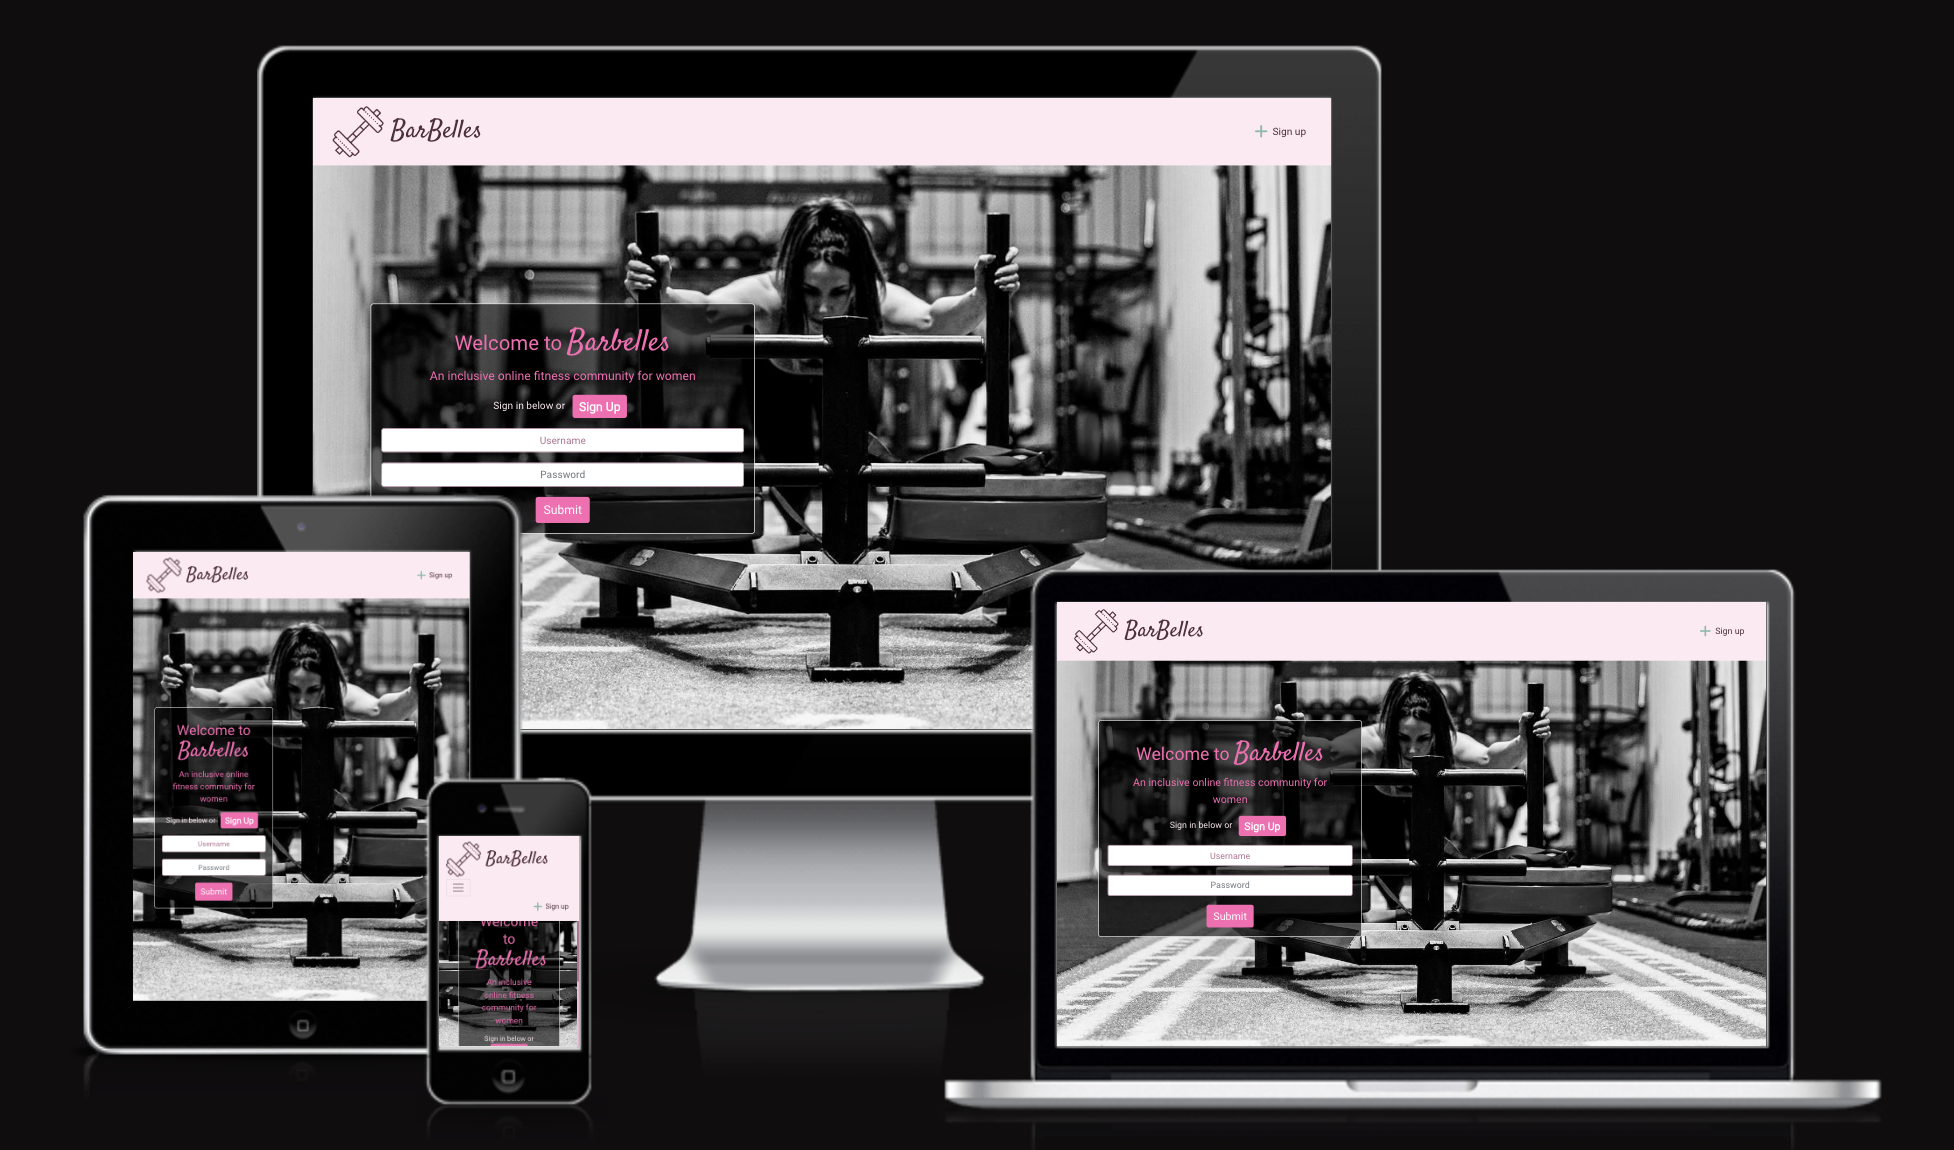 BarBelles
Sign up
Welcome to Barbelles
An inclusive online fitness community for women
Sign in below or Sign Up
Username
Password
Submit
BarBelles
Sign up
Welcome to
Barbelles
An inclusive online
fitness community for
women
Sign in below or Sign Up
Username
Password
Submit
BarBelles
Sign up
Welcome
to
Barbelles
An inclusive
online fitness
community for
women
Sign in below or
BarBelles
Sign up
Welcome to Barbelles
An inclusive online fitness community for
women
Sign in below or Sign Up
Username
Password
Submit